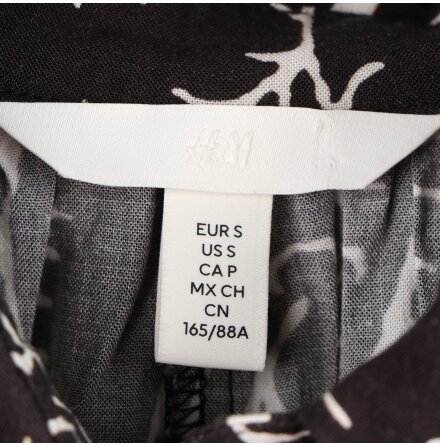 H&M
EUR S
US S
CA P
MX CH
CN
165/88A